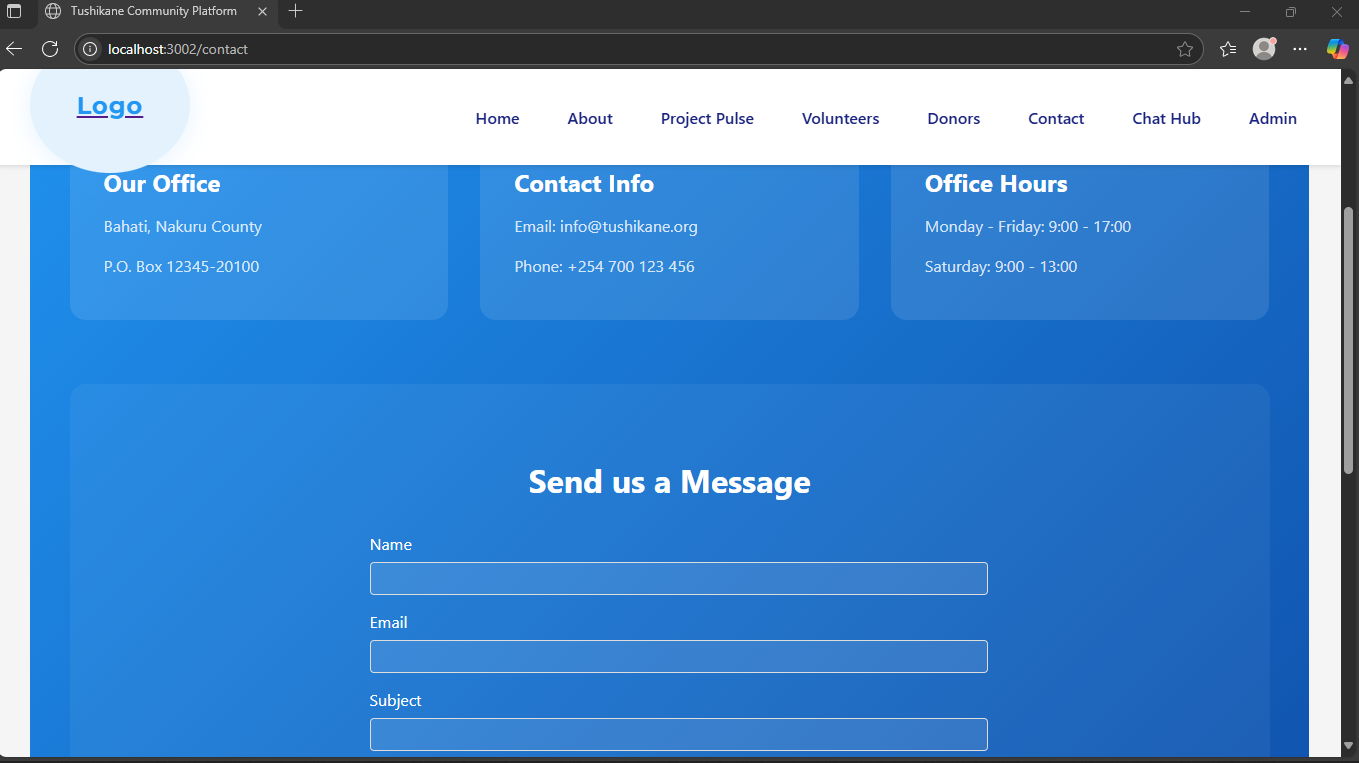 Tushikane Community Platform
localhost:3002/contact
Logo
Home About Project Pulse Volunteers Donors Contact Chat Hub Admin
Our Office
Bahati, Nakuru County
P.O. Box 12345-20100
Contact Info
Email: info@tushikane.org
Phone: +254 700 123 456
Office Hours
Monday - Friday: 9:00 - 17:00
Saturday: 9:00 - 13:00
Send us a Message
Name
Email
Subject